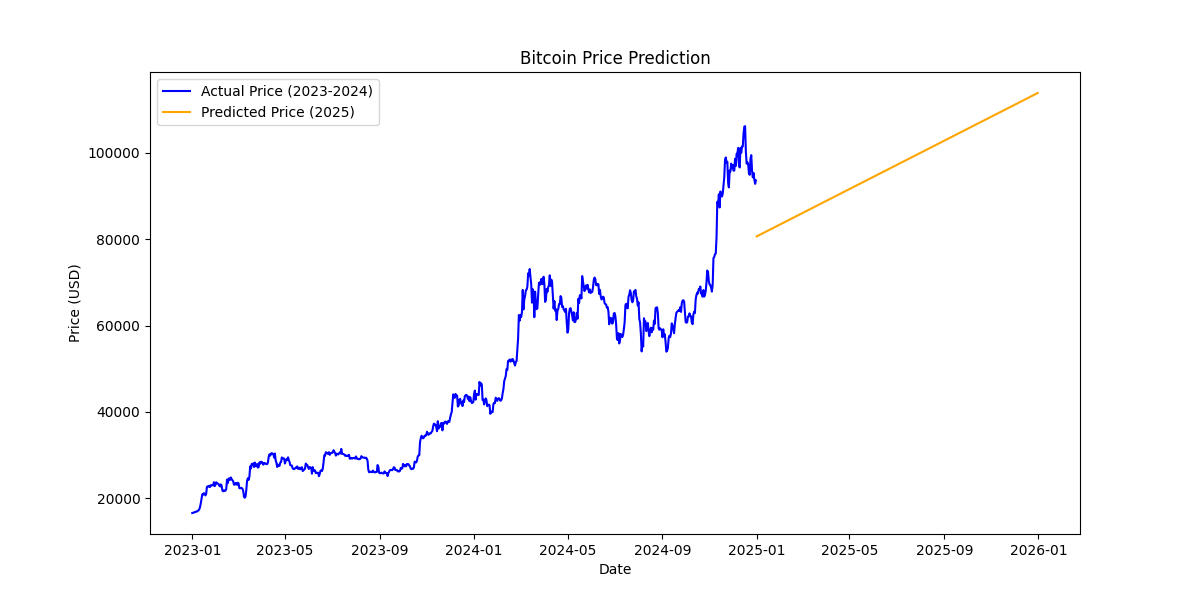 Bitcoin Price Prediction
Actual Price (2023-2024)
Predicted Price (2025)
Price (USD)
100000
80000
60000
40000
20000
2023-01 2023-05 2023-09 2024-01 2024-05 2024-09 2025-01 2025-05 2025-09 2026-01
Date